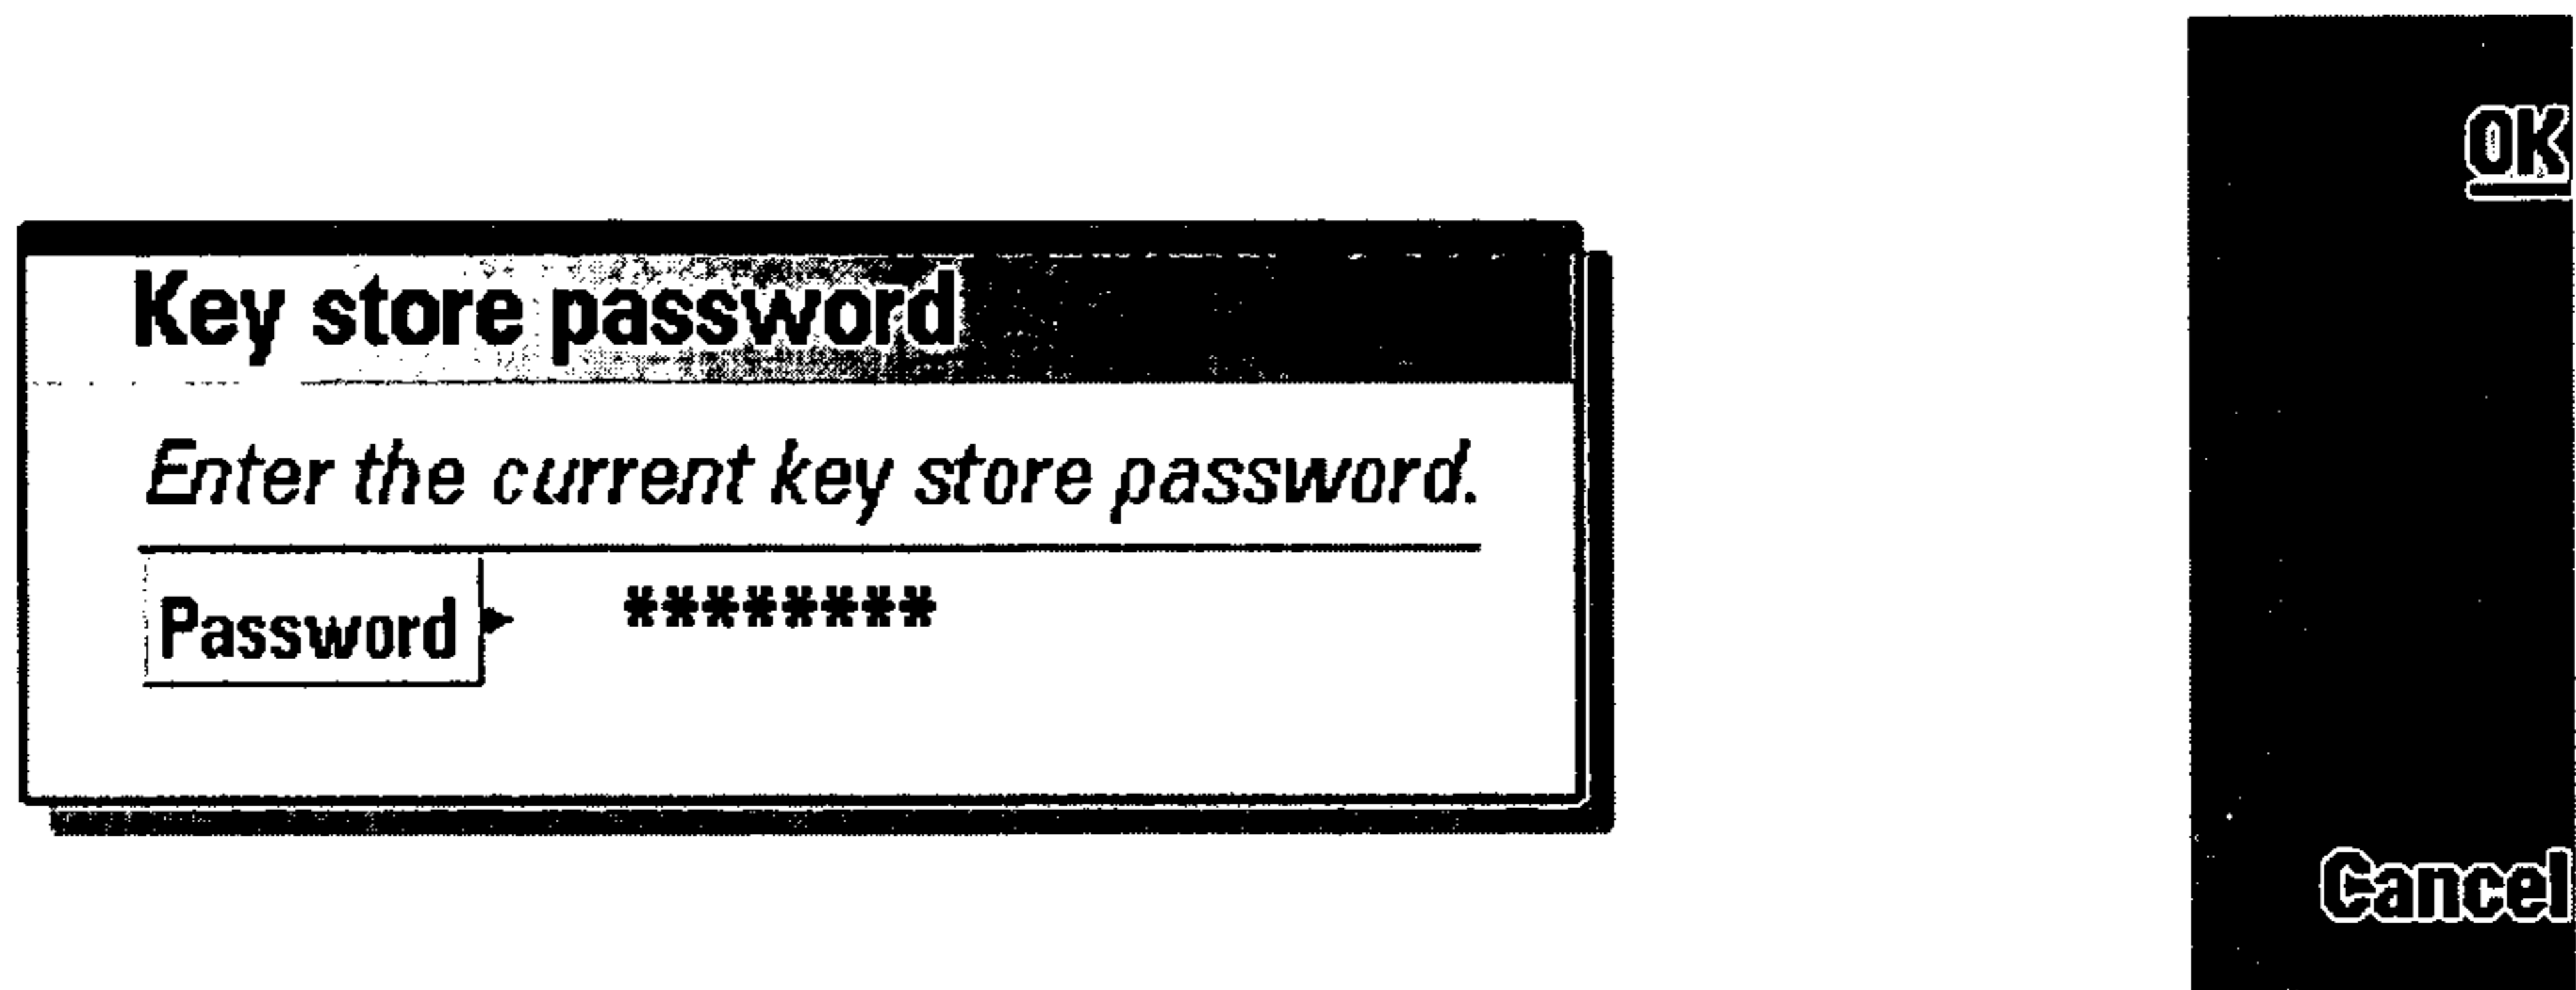 OK
Key store password
Enter the current key store password.
Password ********
Cancel